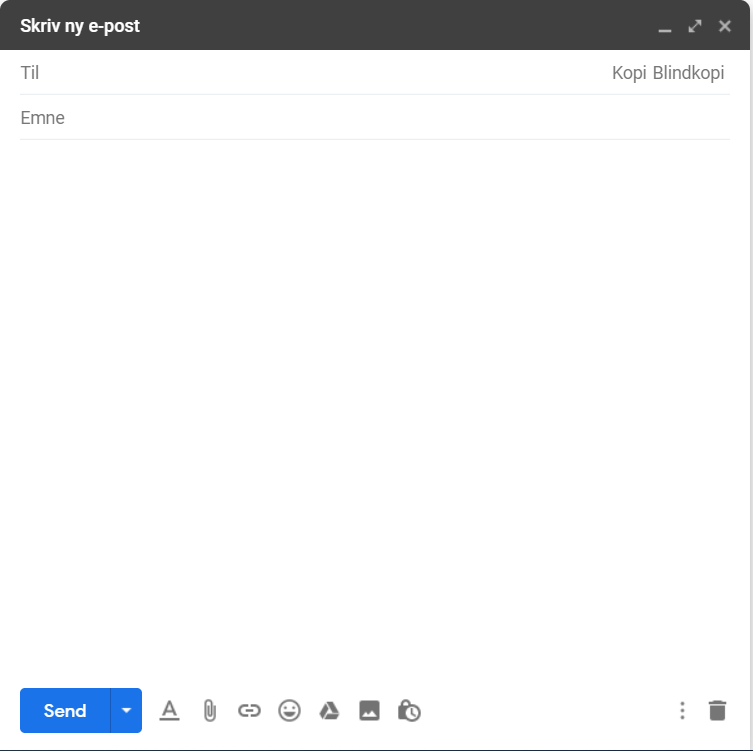 Skriv ny e-post
Til Kopi Blindkopi
Emne
Send